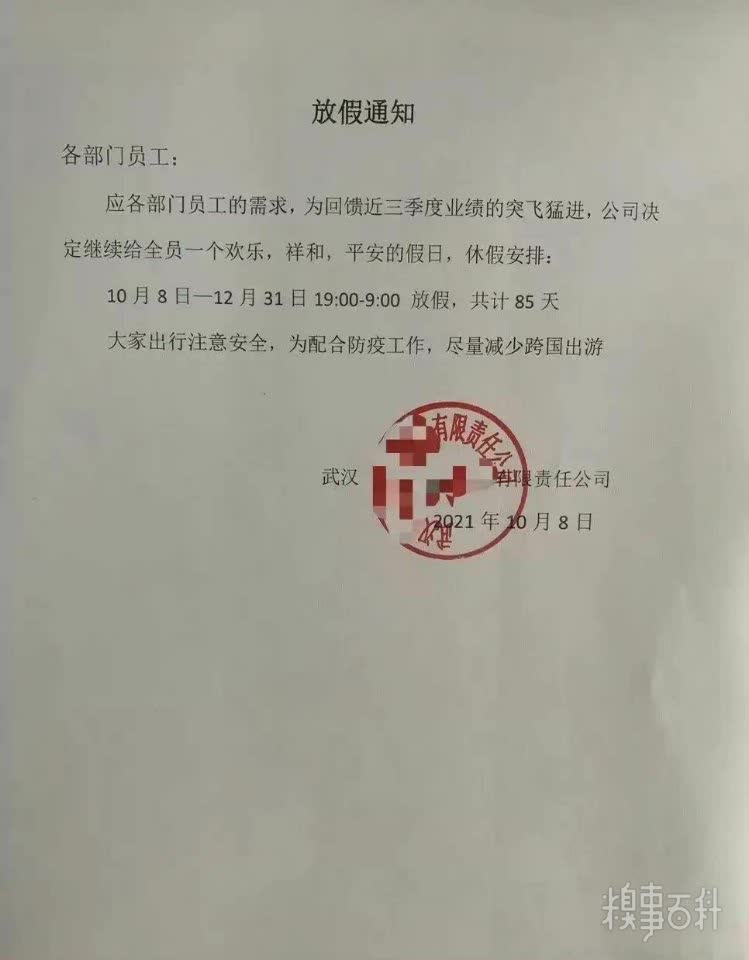 放假通知
各部门员工：
应各部门员工的需求，为回馈近三季度业绩的突飞猛进，公司决
定继续给全员一个欢乐，祥和，平安的假日，休假安排：
10 月 8 日—12 月 31 日 19:00-9:00 放假，共计 85 天
大家出行注意安全，为配合防疫工作，尽量减少跨国出游
有限责任公
武汉 有限责任公司
2021 年 10 月 8 日
武汉
糗事百科